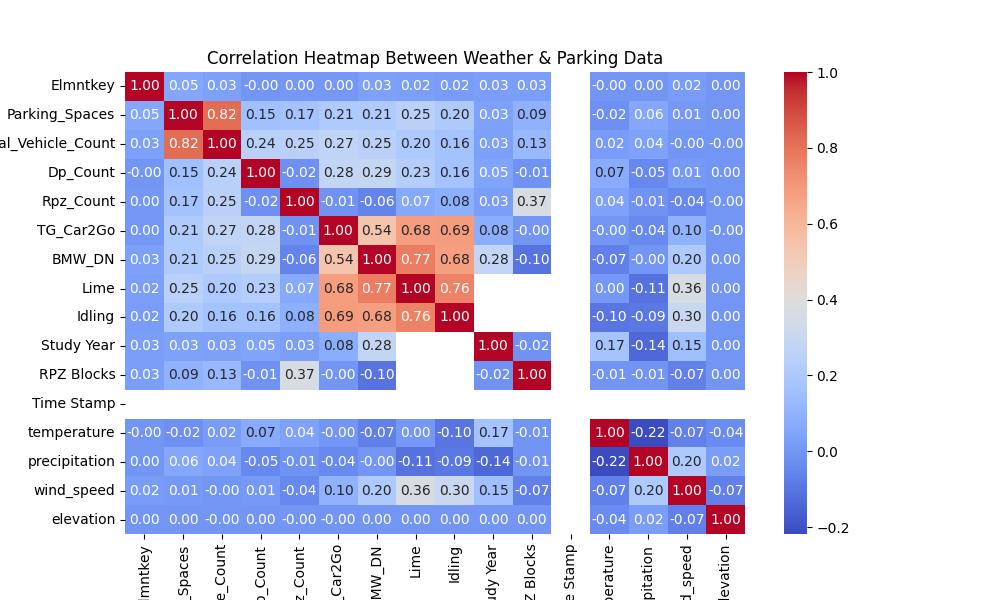 Correlation Heatmap Between Weather & Parking Data
Elmntkey 1.00 0.05 0.03 -0.00 0.00 0.00 0.03 0.02 0.02 0.03 0.03 -0.00 0.00 0.02 0.00 1.0
Parking_Spaces 0.05 1.00 0.82 0.15 0.17 0.21 0.21 0.25 0.20 0.03 0.09 -0.02 0.06 0.01 0.00
al_Vehicle_Count 0.03 0.82 1.00 0.24 0.25 0.27 0.25 0.20 0.16 0.03 0.13 0.02 0.04 -0.00 -0.00 0.8
Dp_Count -0.00 0.15 0.24 1.00 -0.02 0.28 0.29 0.23 0.16 0.05 -0.01 0.07 -0.05 0.01 0.00
Rpz_Count 0.00 0.17 0.25 -0.02 1.00 -0.01 -0.06 0.07 0.08 0.03 0.37 0.04 -0.01 -0.04 -0.00
TG_Car2Go 0.00 0.21 0.27 0.28 -0.01 1.00 0.54 0.68 0.69 0.08 -0.00 -0.00 -0.04 0.10 -0.00 0.6
BMW_DN 0.03 0.21 0.25 0.29 -0.06 0.54 1.00 0.77 0.68 0.28 -0.10 -0.07 -0.00 0.20 0.00
Lime 0.02 0.25 0.20 0.23 0.07 0.68 0.77 1.00 0.76 0.00 -0.11 0.36 0.00 0.4
Idling 0.02 0.20 0.16 0.16 0.08 0.69 0.68 0.76 1.00 -0.10 -0.09 0.30 0.00
Study Year 0.03 0.03 0.03 0.05 0.03 0.08 0.28 1.00 -0.02 0.17 -0.14 0.15 0.00
RPZ Blocks 0.03 0.09 0.13 -0.01 0.37 -0.00 -0.10 -0.02 1.00 -0.01 -0.01 -0.07 0.00 0.2
Time Stamp
temperature -0.00 -0.02 0.02 0.07 0.04 -0.00 -0.07 0.00 -0.10 0.17 -0.01 1.00 -0.22 -0.07 -0.04
precipitation 0.00 0.06 0.04 -0.05 -0.01 -0.04 -0.00 -0.11 -0.09 -0.14 -0.01 -0.22 1.00 0.20 0.02 0.0
wind_speed 0.02 0.01 -0.00 0.01 -0.04 0.10 0.20 0.36 0.30 0.15 -0.07 -0.07 0.20 1.00 -0.07
elevation 0.00 0.00 -0.00 0.00 -0.00 -0.00 0.00 0.00 0.00 0.00 0.00 -0.04 0.02 -0.07 1.00 −0.2
lmntkey
_Spaces
e_Count
p_Count
z_Count
_Car2Go
MW_DN
Lime
Idling
udy Year
Z Blocks
e Stamp
perature
ipitation
d_speed
levation